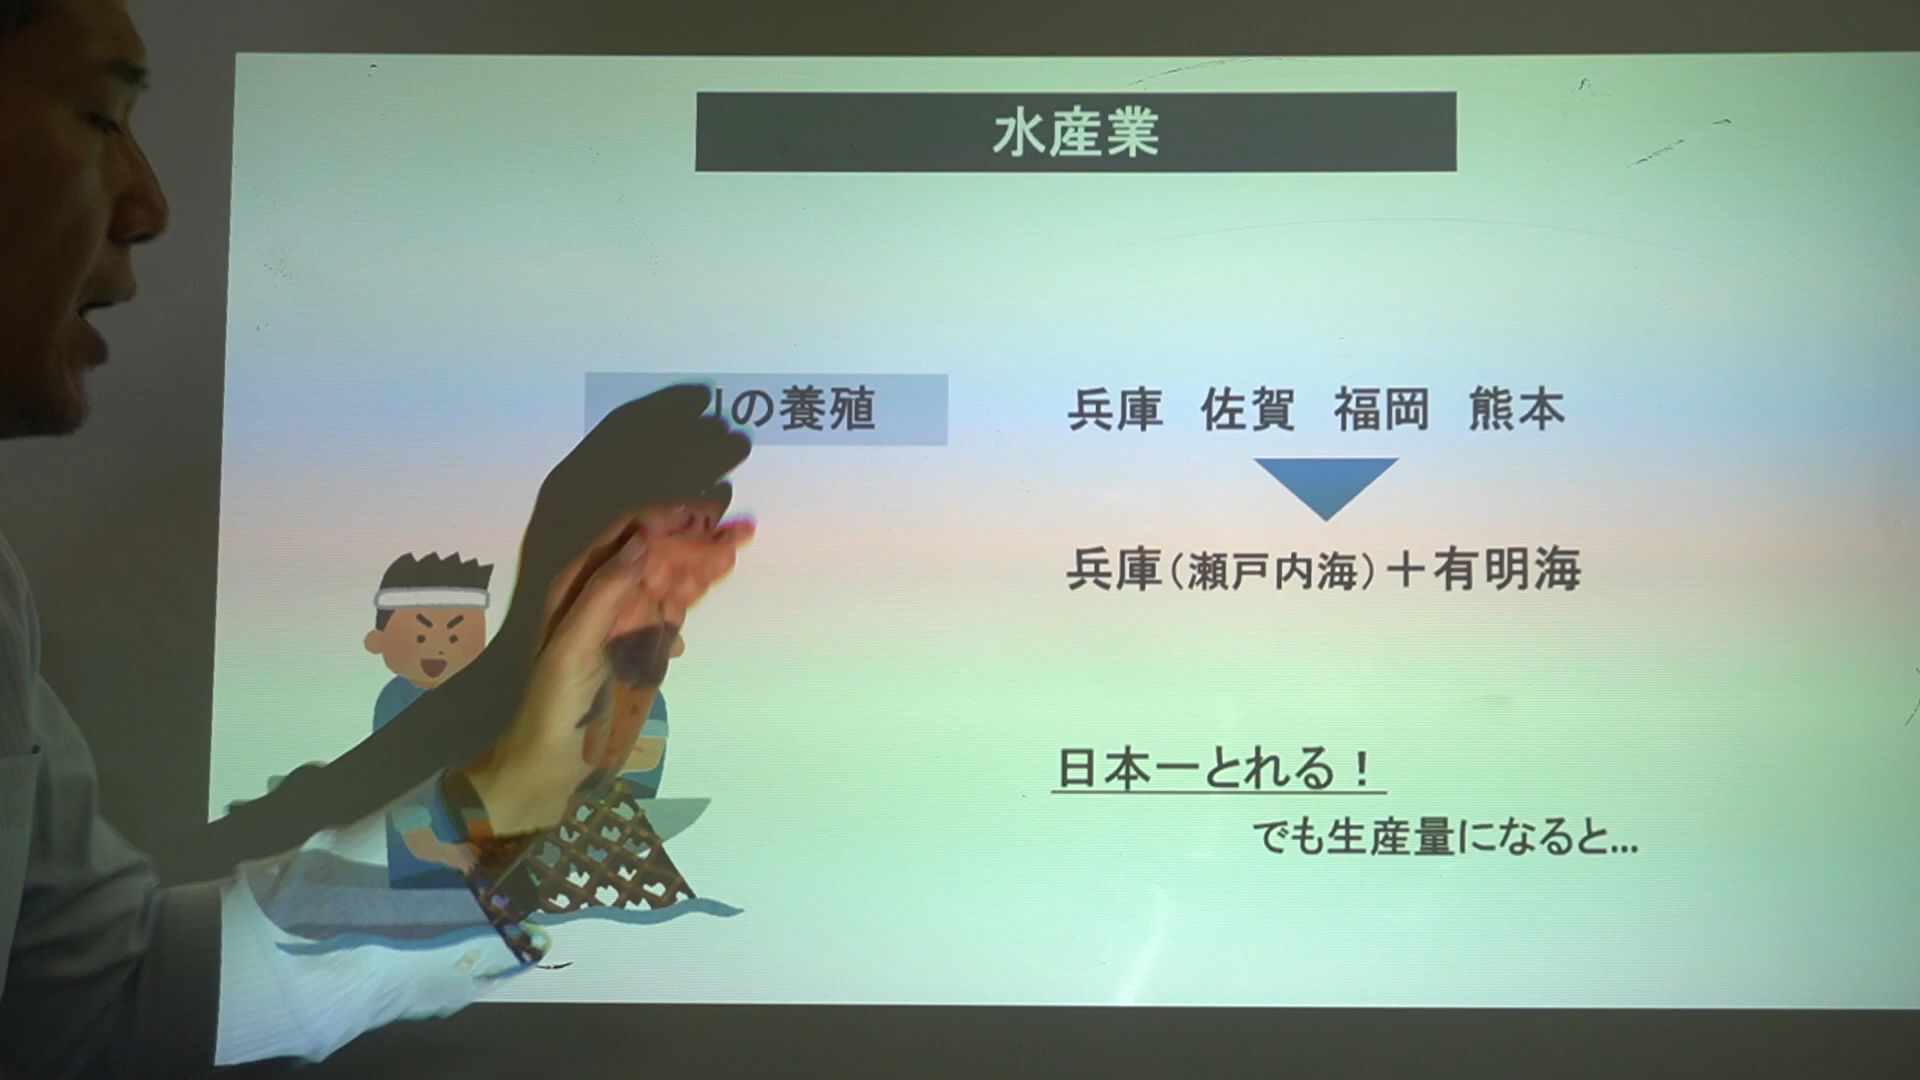 水産業
の養殖
兵庫 佐賀 福岡 熊本
兵庫(瀬戸内海)+有明海
日本一とれる!
でも生産量になると...